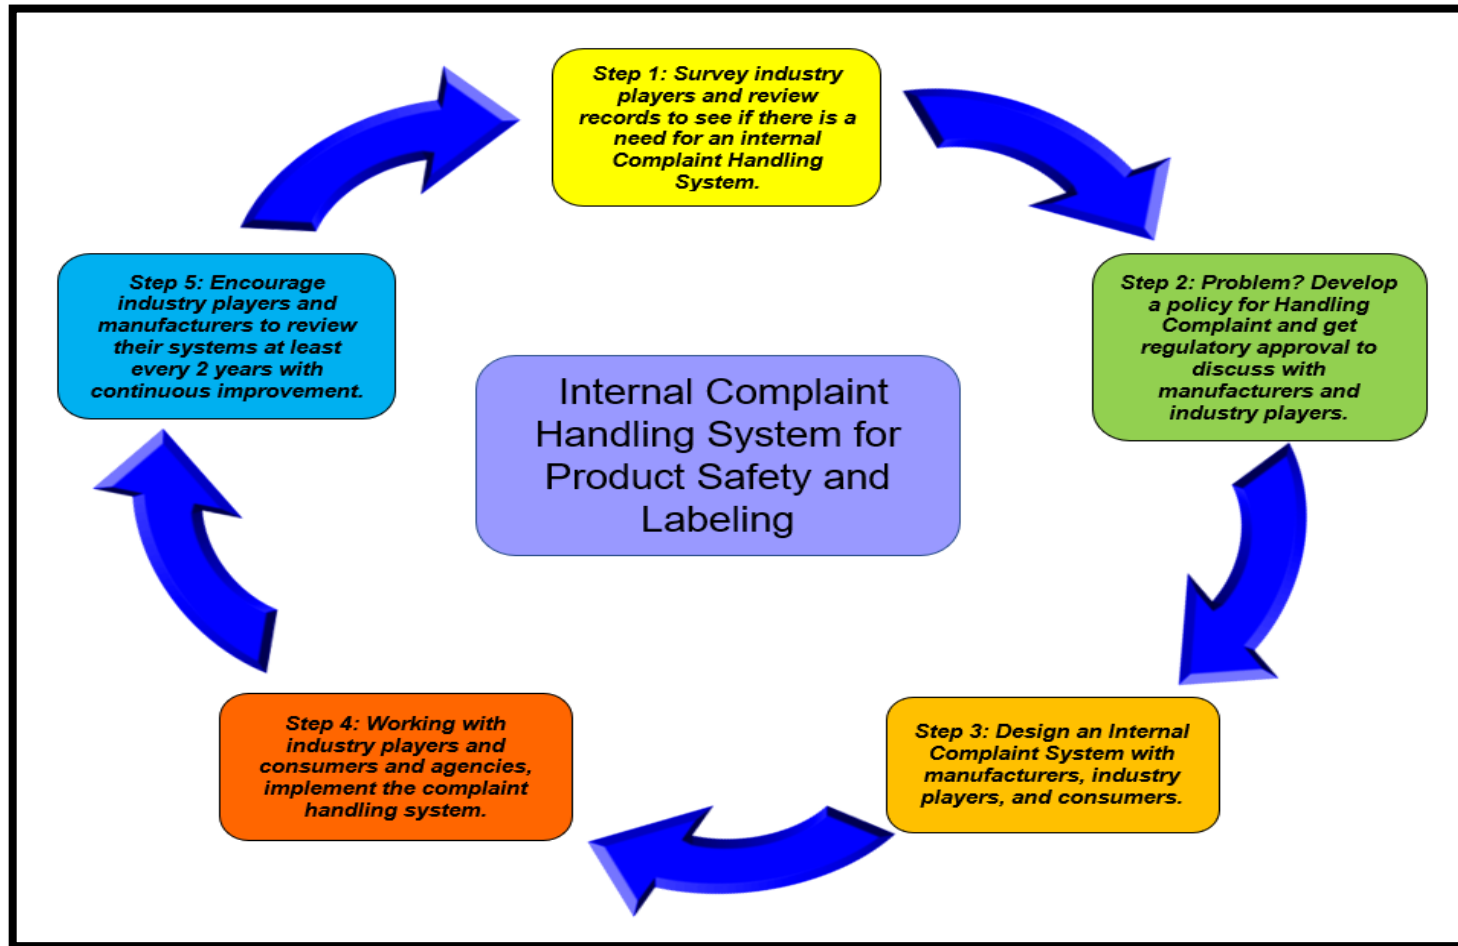 Step 1: Survey industry
players and review
records to see if there is a
need for an internal
Complaint Handling
System.
Step 2: Problem? Develop
a policy for Handling
Complaint and get
regulatory approval to
discuss with
manufacturers and
industry players.
Step 3: Design an Internal
Complaint System with
manufacturers, industry
players, and consumers.
Step 4: Working with
industry players and
consumers and agencies,
implement the complaint
handling system.
Step 5: Encourage
industry players and
manufacturers to review
their systems at least
every 2 years with
continuous improvement.
Internal Complaint
Handling System for
Product Safety and
Labeling